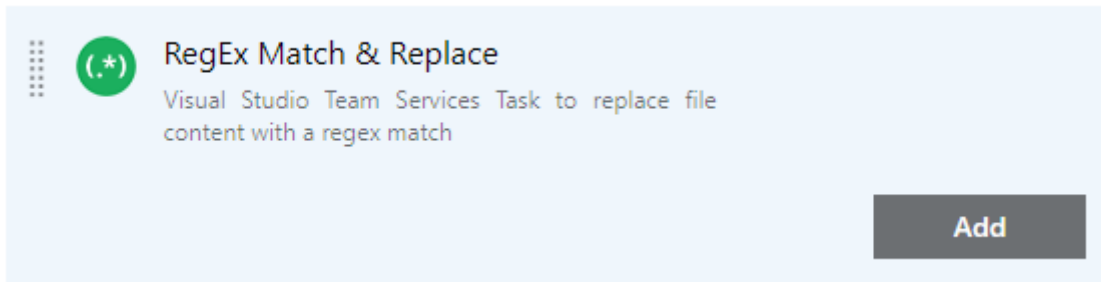 (.*)
RegEx Match & Replace
Visual Studio Team Services Task to replace file
content with a regex match
Add